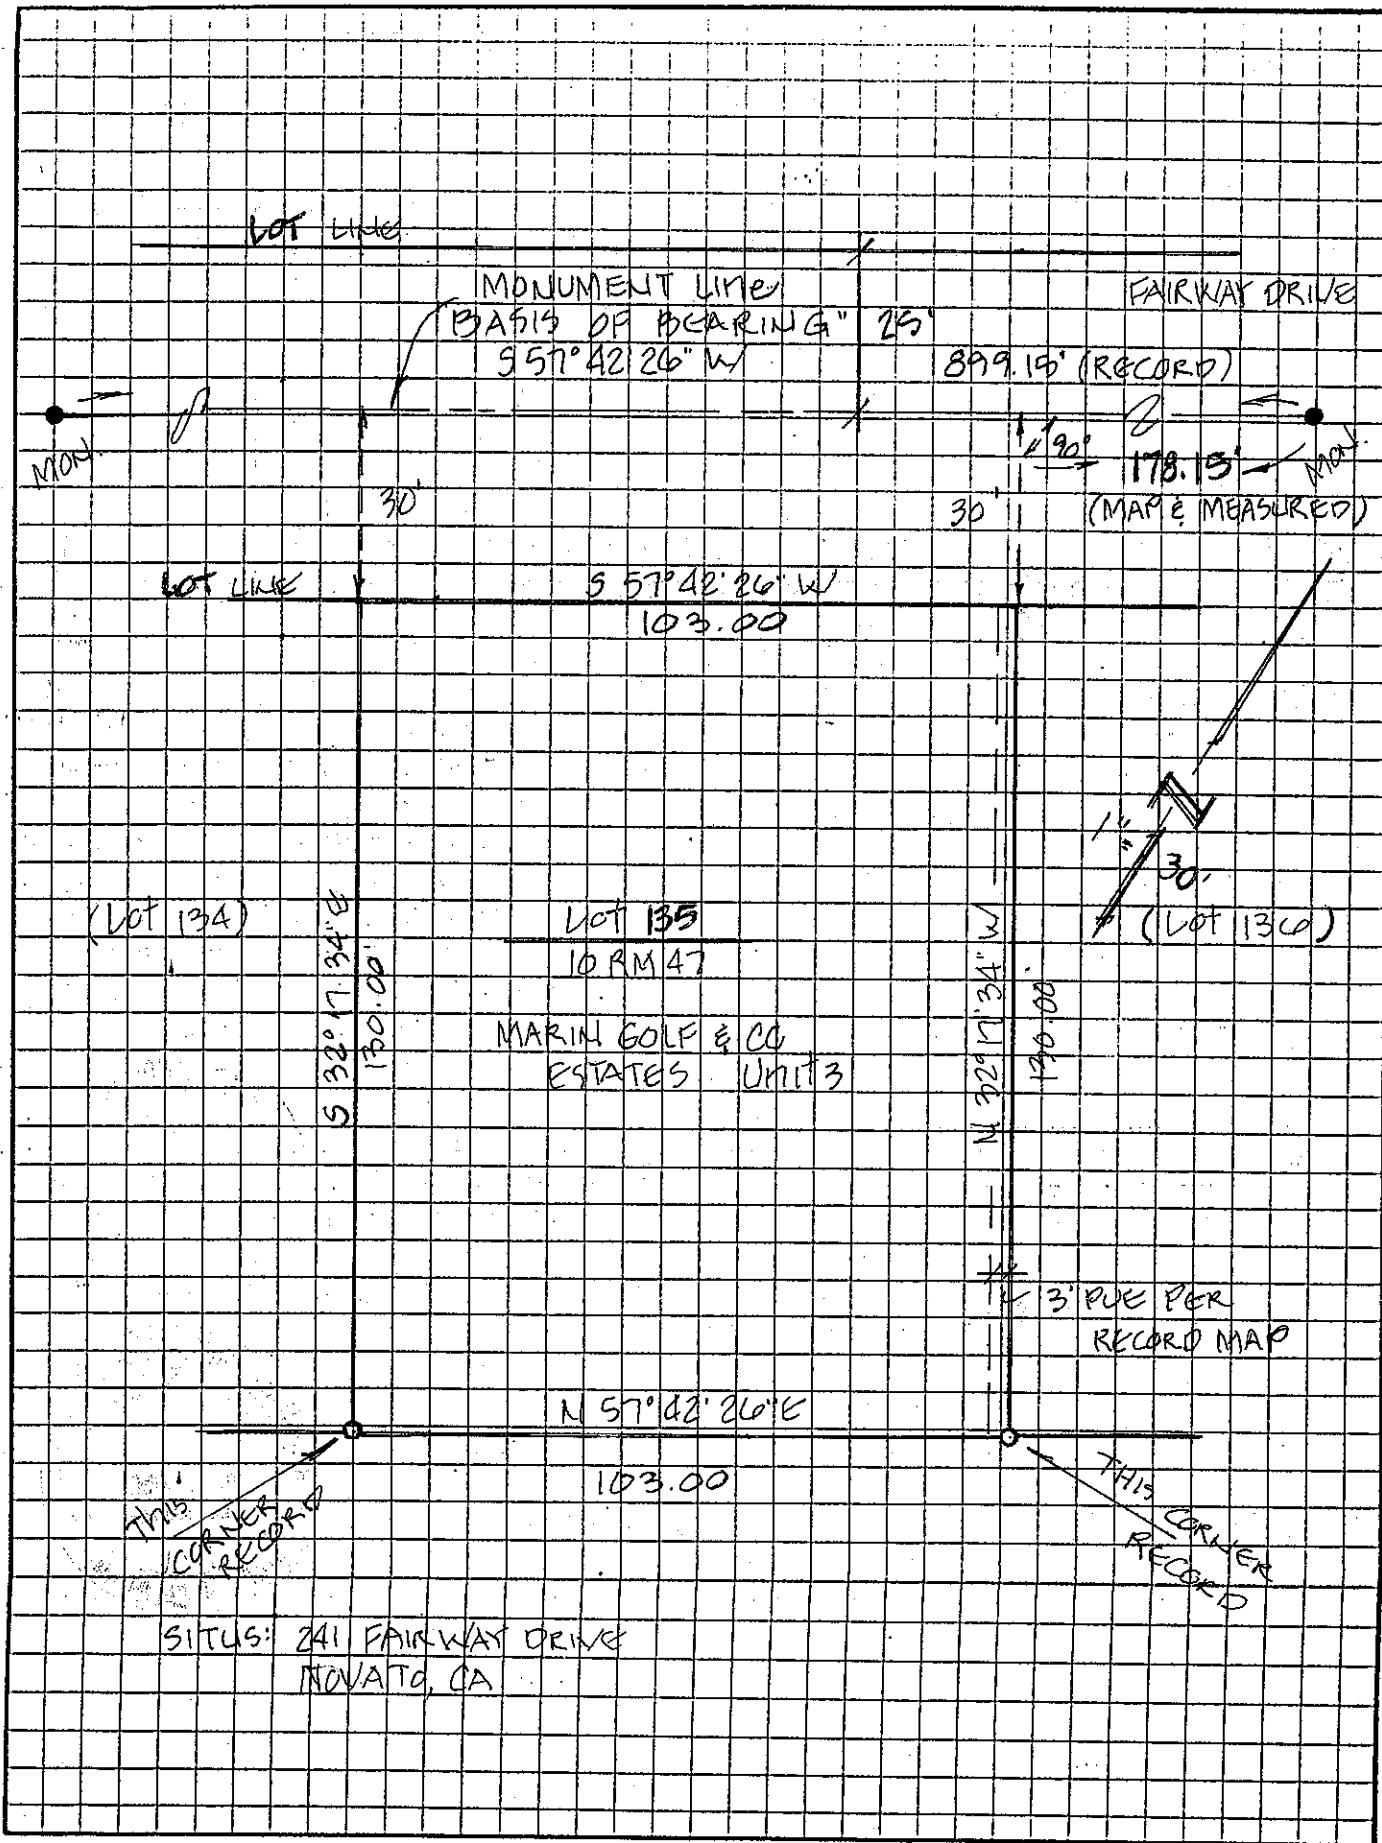 LOT LINE
MONUMENT LINE
"BASIS OF BEARING"
S 57° 42' 26" W
25'
FAIRWAY DRIVE
899.15' (RECORD)
MON.
MON.
90°
178.15'
(MAP & MEASURED)
30'
30'
LOT LINE
S 57° 42' 26" W
103.00
N
1" = 30'
(Lot 134)
S 32° 17' 34" E
130.00'
Lot 135
10 RM 47
MARIN GOLF & CC
ESTATES Unit 3
N 32° 17' 34" W
130.00'
(Lot 136)
3' PUE PER
RECORD MAP
N 57° 42' 26" E
103.00
THIS
CORNER
RECORD
THIS CORNER
RECORD
SITUS: 241 FAIRWAY DRIVE
NOVATO, CA